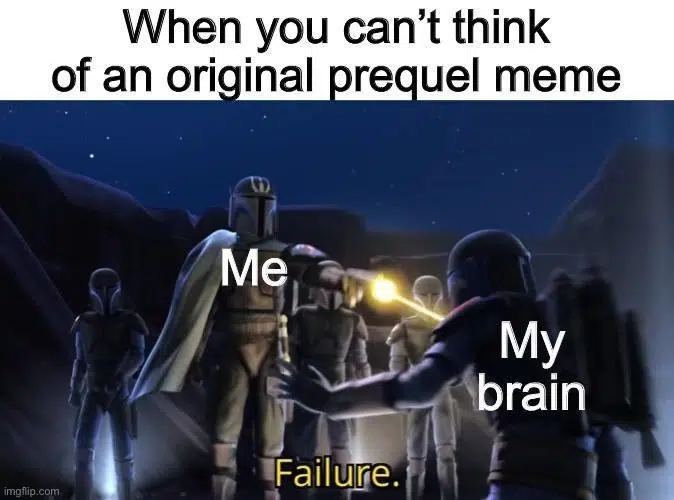 When you can't think
of an original prequel meme
Me
My
brain
Failure.
imgflip.com